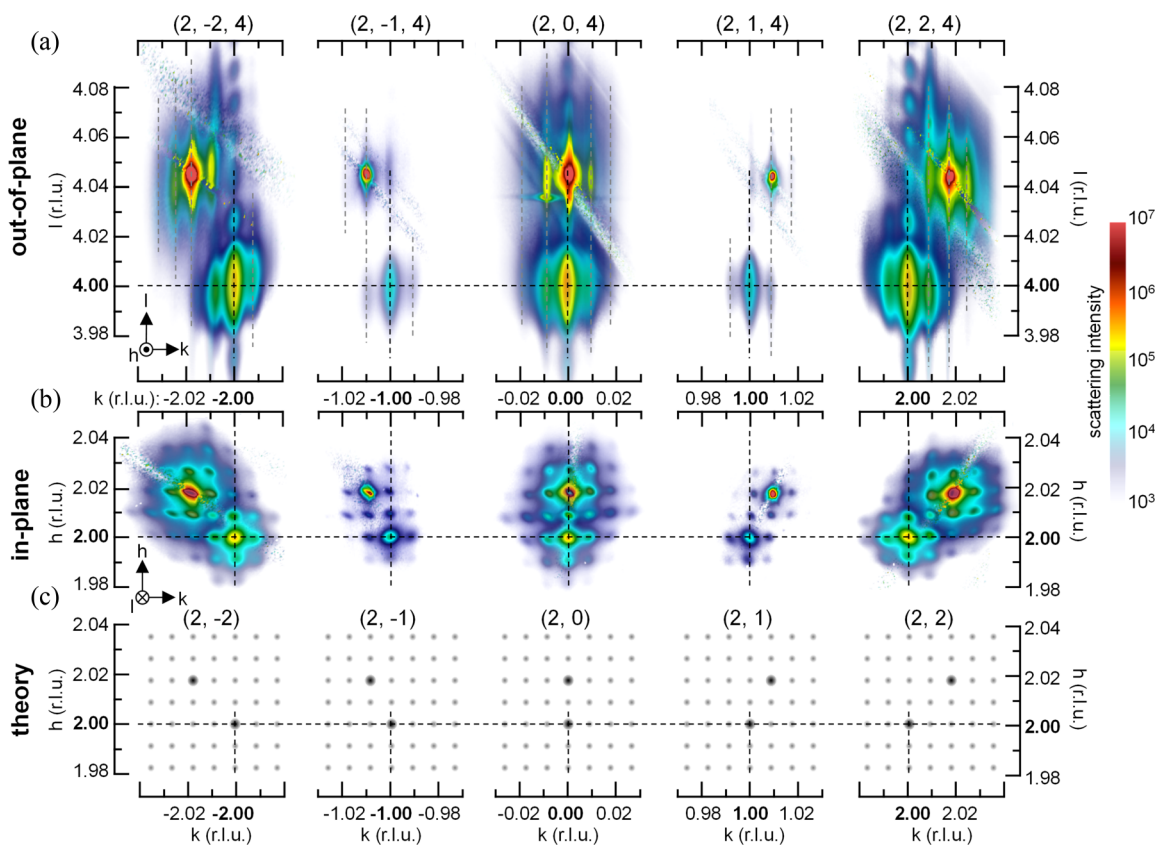 (a) (2, -2, 4) (2, -1, 4) (2, 0, 4) (2, 1, 4) (2, 2, 4)
out-of-plane
l (r.l.u.)
4.08
4.06
4.04
4.02
4.00
3.98
l
h k
4.08
4.06
4.04
4.02
4.00
3.98
l (r.l.u.)
k (r.l.u.): -2.02 -2.00 -1.02 -1.00 -0.98 -0.02 0.00 0.02 0.98 1.00 1.02 2.00 2.02
scattering intensity
10⁷
10⁶
10⁵
10⁴
10³
(b)
in-plane
h (r.l.u.)
2.04
2.02
2.00
1.98
h
l k
2.04
2.02
2.00
1.98
h (r.l.u.)
(c) (2, -2) (2, -1) (2, 0) (2, 1) (2, 2)
theory
h (r.l.u.)
2.04
2.02
2.00
1.98
2.04
2.02
2.00
1.98
h (r.l.u.)
-2.02 -2.00 -1.02 -1.00 -0.98 -0.02 0.00 0.02 0.98 1.00 1.02 2.00 2.02
k (r.l.u.) k (r.l.u.) k (r.l.u.) k (r.l.u.) k (r.l.u.)